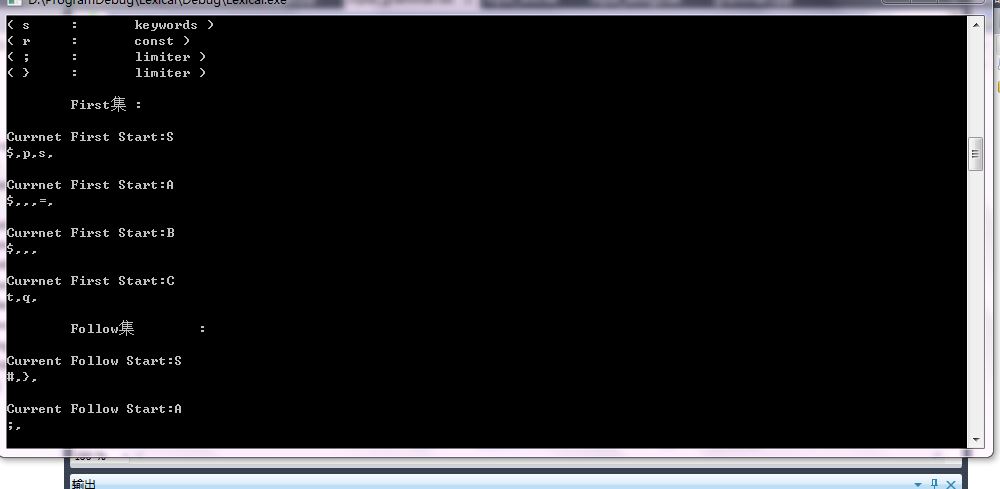 D:\ProgramDebug\Lexical\Debug\Lexical.exe
( s : keywords )
( r : const )
( ; : limiter )
( } : limiter )
First集 :
Currnet First Start:S
$,p,s,
Currnet First Start:A
$,,,=,
Currnet First Start:B
$,,,
Currnet First Start:C
t,q,
Follow集 :
Current Follow Start:S
#,},
Current Follow Start:A
;,
输出